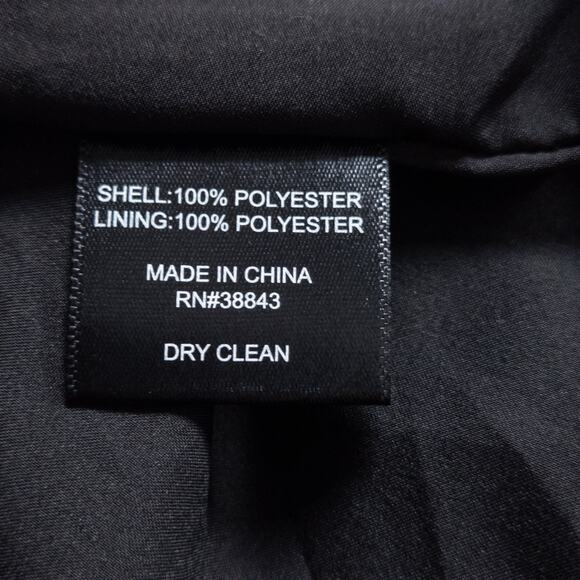 SHELL:100% POLYESTER
LINING:100% POLYESTER
MADE IN CHINA
RN#38843
DRY CLEAN